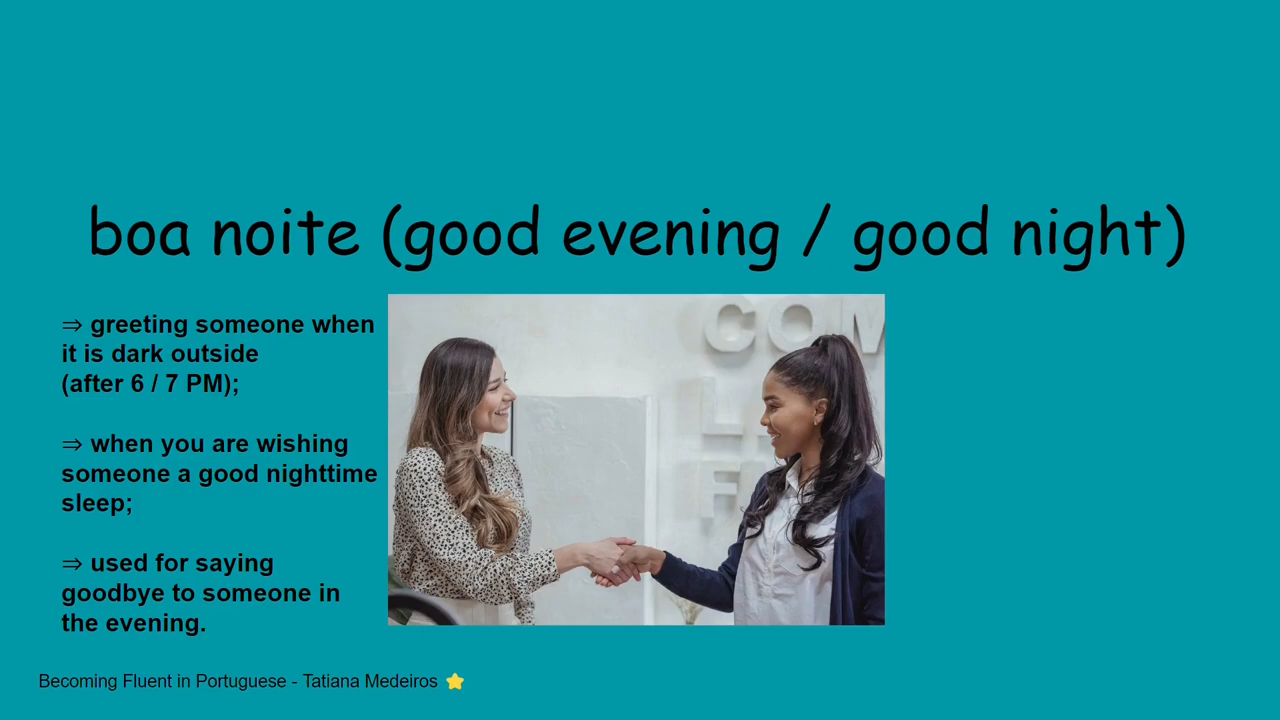 boa noite (good evening / good night)
⇒ greeting someone when
it is dark outside
(after 6 / 7 PM);
⇒ when you are wishing
someone a good nighttime
sleep;
⇒ used for saying
goodbye to someone in
the evening.
COM
L
F
Becoming Fluent in Portuguese - Tatiana Medeiros ⭐